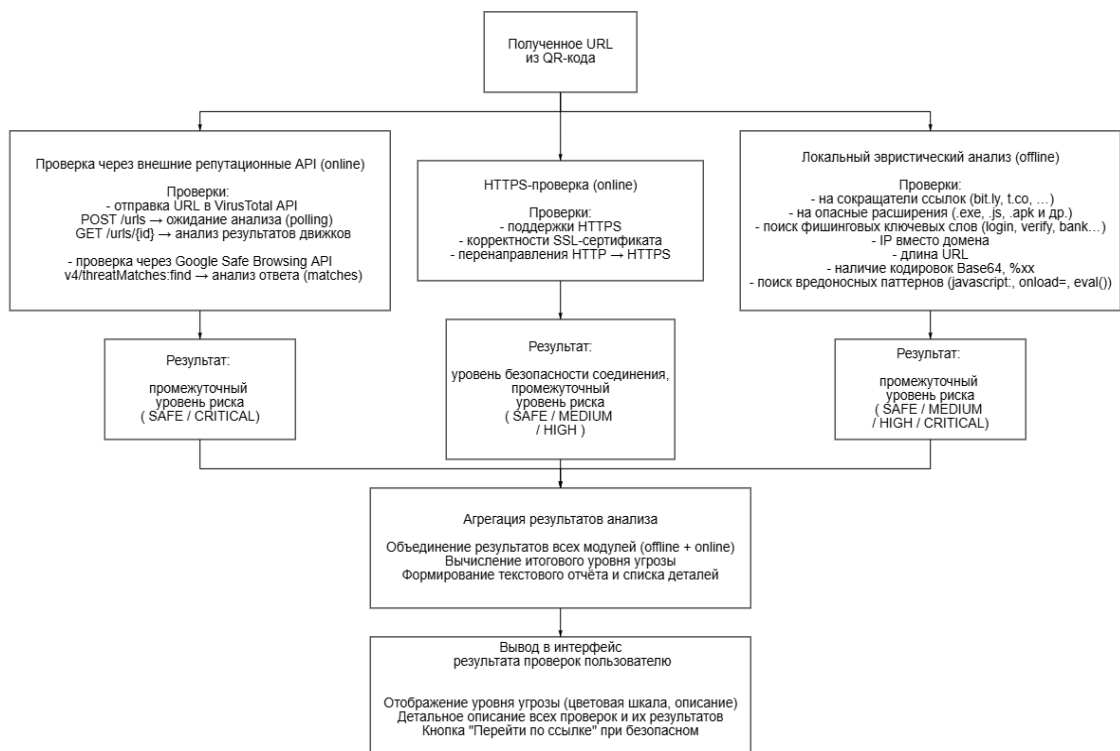 Полученное URL
из QR-кода
Проверка через внешние репутационные API (online)
Проверки:
- отправка URL в VirusTotal API
POST /urls → ожидание анализа (polling)
GET /urls/{id} → анализ результатов движков
- проверка через Google Safe Browsing API
v4/threatMatches:find → анализ ответа (matches)
HTTPS-проверка (online)
Проверки:
- поддержки HTTPS
- корректности SSL-сертификата
- перенаправления HTTP → HTTPS
Локальный эвристический анализ (offline)
Проверки:
- на сокращатели ссылок (bit.ly, t.co, …)
- на опасные расширения (.exe, .js, .apk и др.)
- поиск фишинговых ключевых слов (login, verify, bank…)
- IP вместо домена
- длина URL
- наличие кодировок Base64, %xx
- поиск вредоносных паттернов (javascript:, onload=, eval())
Результат:
промежуточный
уровень риска
( SAFE / CRITICAL)
Результат:
уровень безопасности соединения,
промежуточный
уровень риска
( SAFE / MEDIUM
/ HIGH )
Результат:
промежуточный
уровень риска
( SAFE / MEDIUM
/ HIGH / CRITICAL)
Агрегация результатов анализа
Объединение результатов всех модулей (offline + online)
Вычисление итогового уровня угрозы
Формирование текстового отчёта и списка деталей
Вывод в интерфейс
результата проверок пользователю
Отображение уровня угрозы (цветовая шкала, описание)
Детальное описание всех проверок и их результатов
Кнопка "Перейти по ссылке" при безопасном